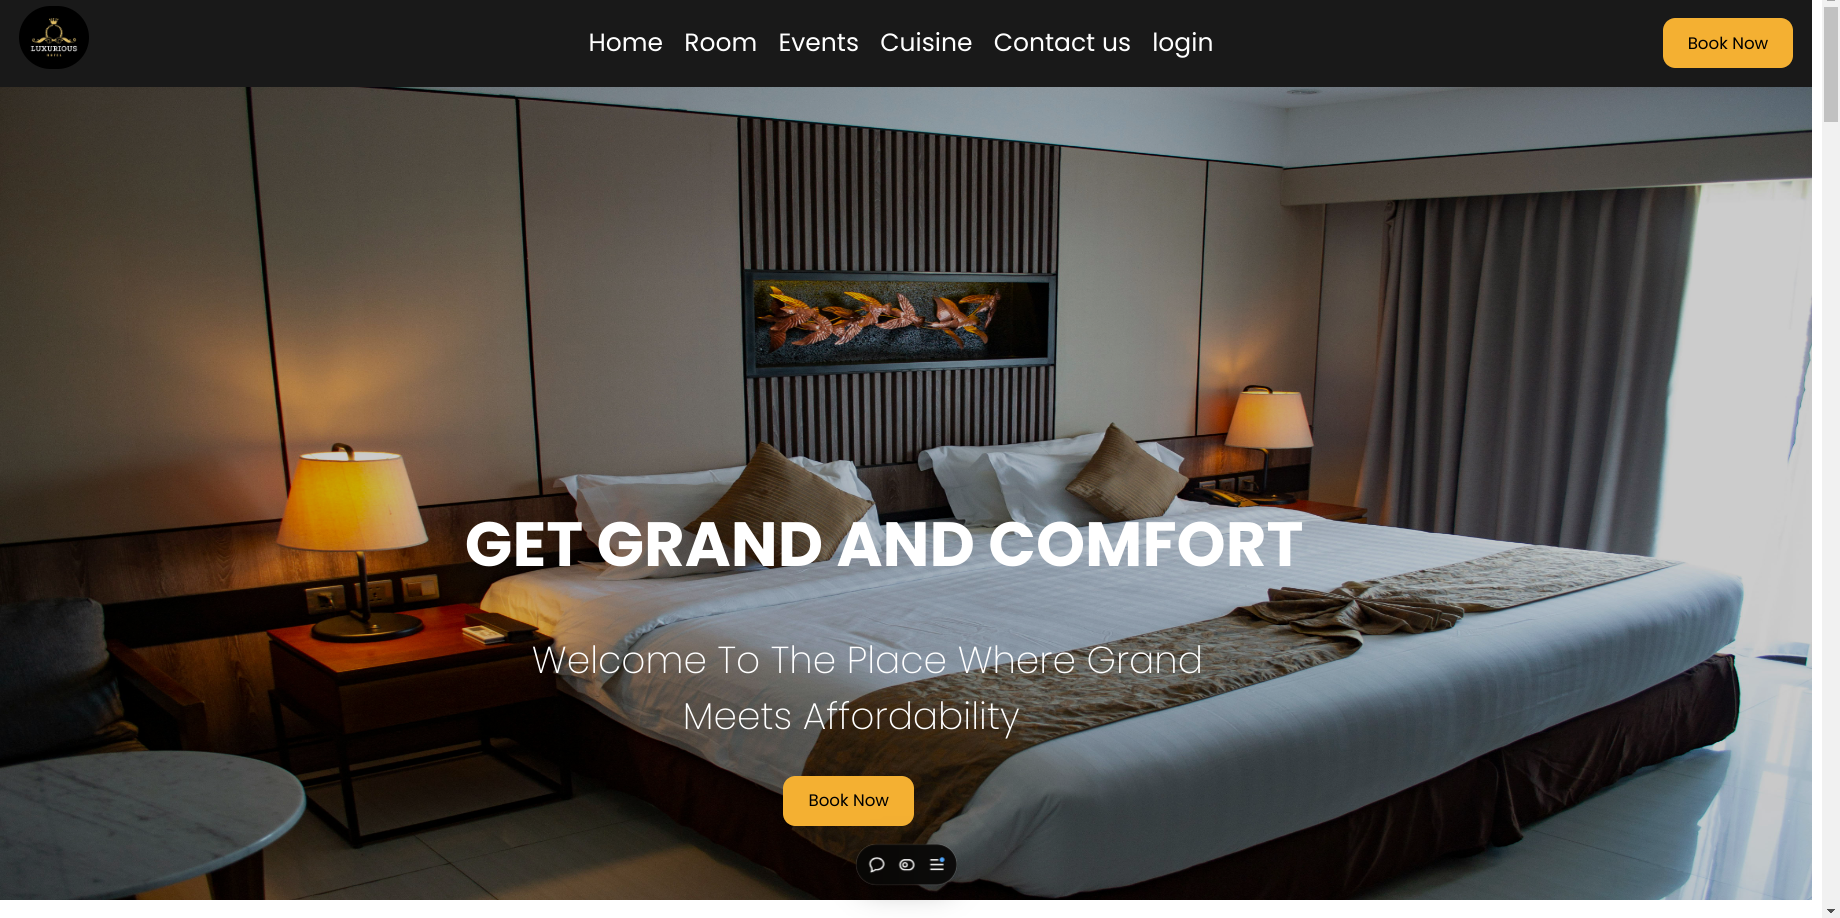 LUXURIOUS
HOTEL
Home Room Events Cuisine Contact us login
Book Now
GET GRAND AND COMFORT
Welcome To The Place Where Grand
Meets Affordability
Book Now